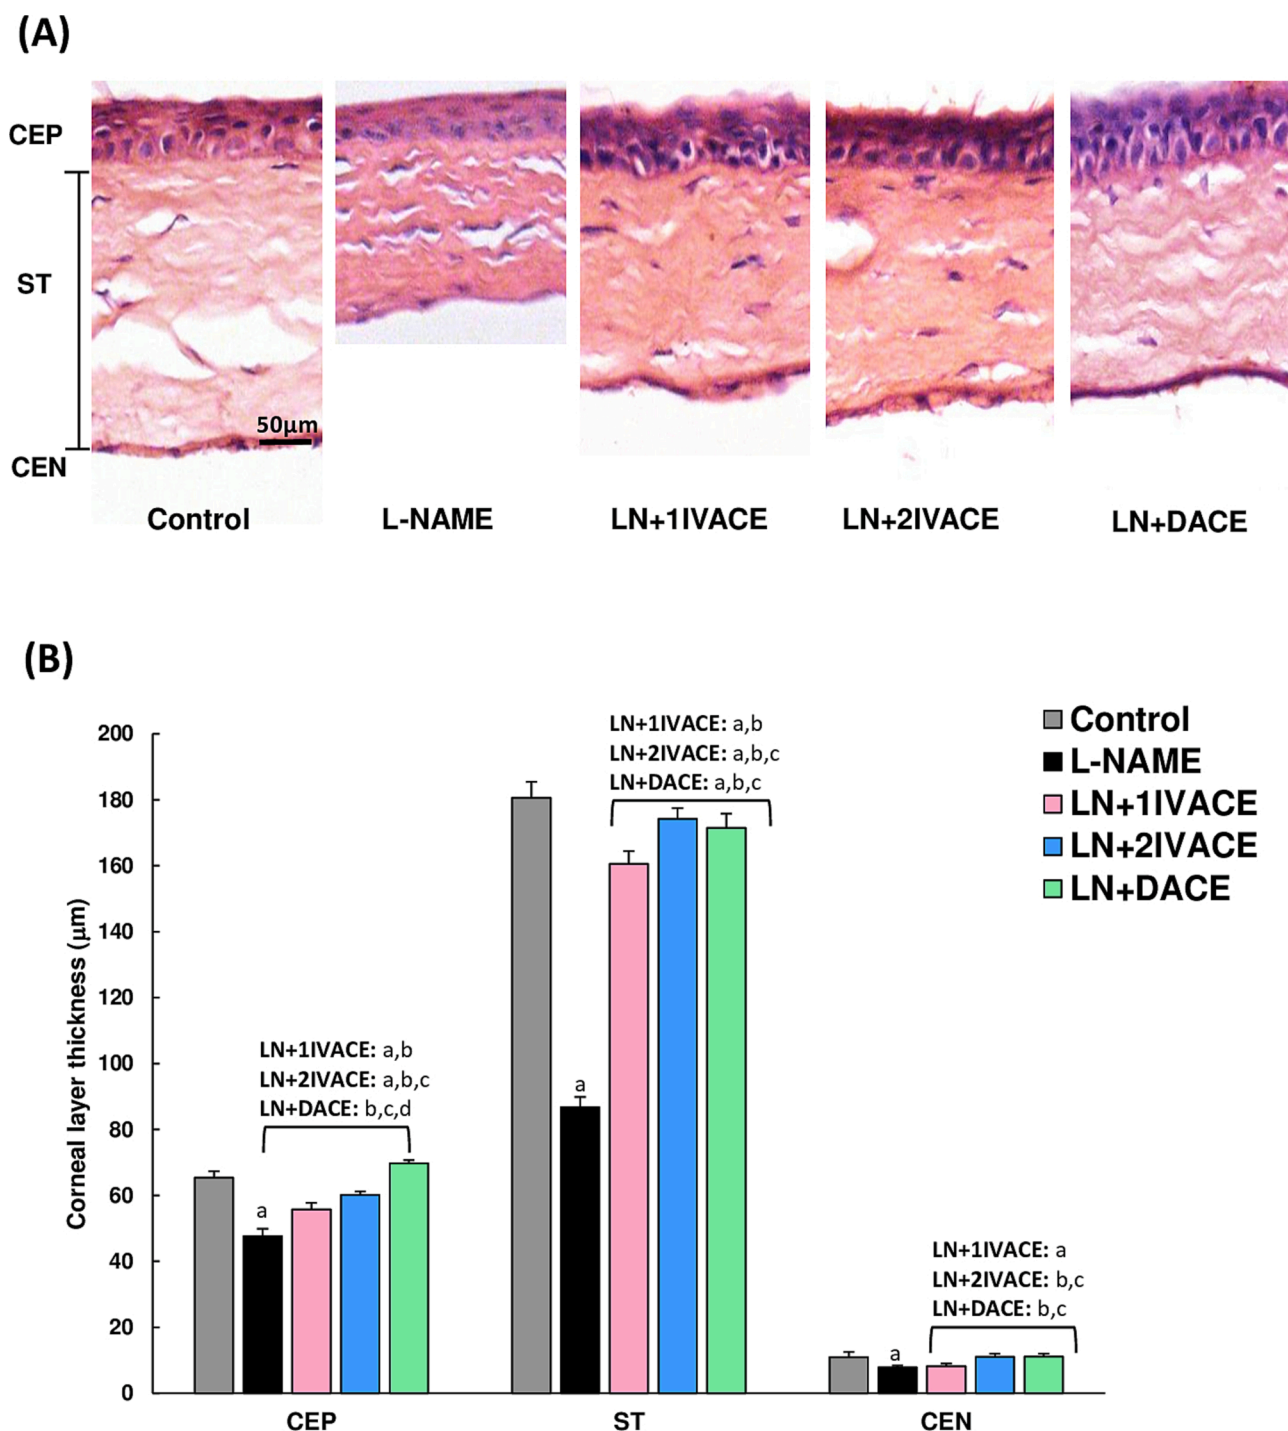 (A)
CEP
ST
CEN
50µm
Control
L-NAME
LN+1IVACE
LN+2IVACE
LN+DACE
(B)
Corneal layer thickness (µm)
200
180
160
140
120
100
80
60
40
20
0
LN+1IVACE: a,b
LN+2IVACE: a,b,c
LN+DACE: b,c,d
a
LN+1IVACE: a,b
LN+2IVACE: a,b,c
LN+DACE: a,b,c
a
LN+1IVACE: a
LN+2IVACE: b,c
LN+DACE: b,c
a
CEP
ST
CEN
Control
L-NAME
LN+1IVACE
LN+2IVACE
LN+DACE